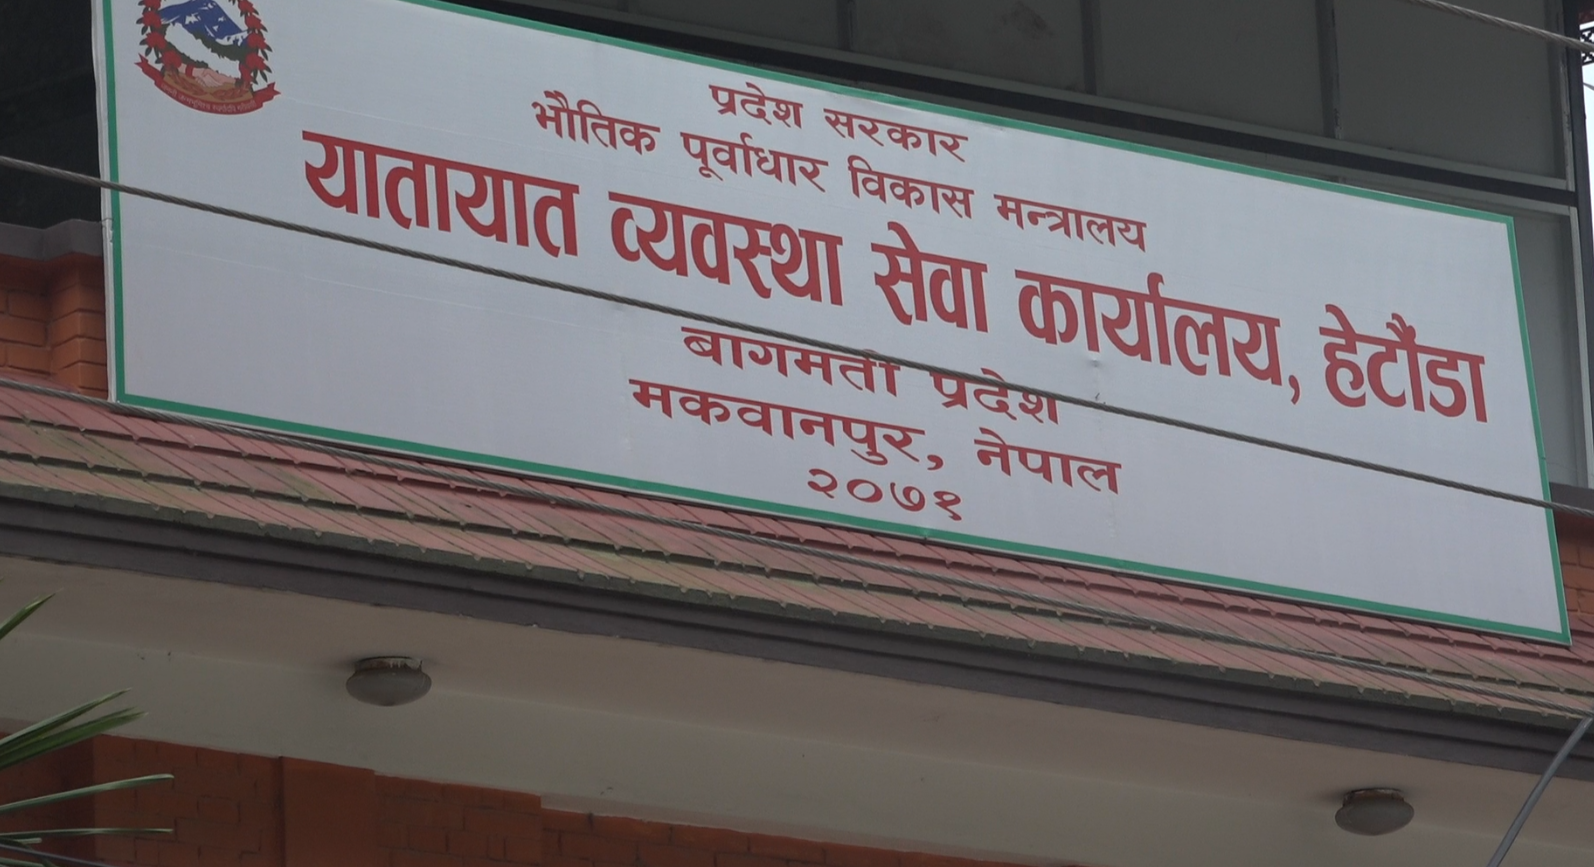 प्रदेश सरकार
भौतिक पूर्वाधार विकास मन्त्रालय
यातायात व्यवस्था सेवा कार्यालय, हेटौंडा
बागमती प्रदेश
मकवानपुर, नेपाल
२०७१